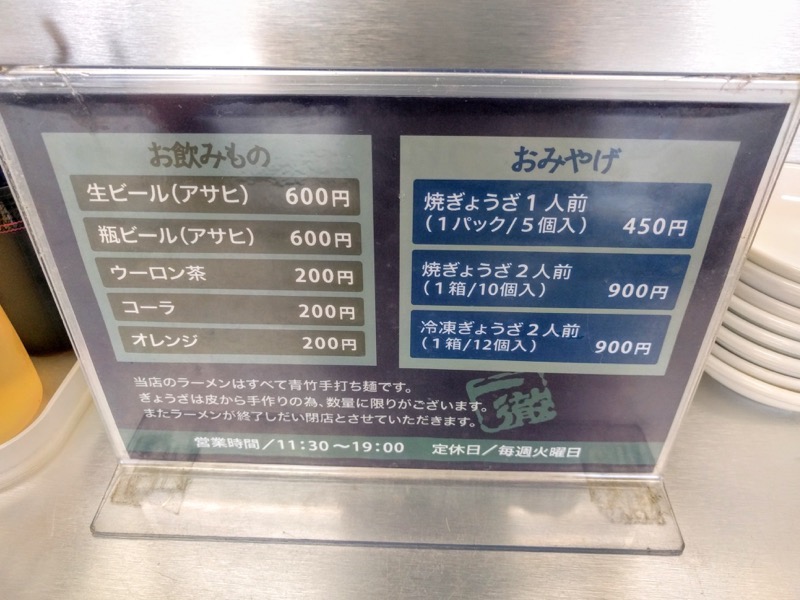 お飲みもの
生ビール(アサヒ) 600円
瓶ビール(アサヒ) 600円
ウーロン茶 200円
コーラ 200円
オレンジ 200円
おみやげ
焼ぎょうざ1人前
(1パック/5個入) 450円
焼ぎょうざ2人前
(1箱/10個入) 900円
冷凍ぎょうざ2人前
(1箱/12個入) 900円
当店のラーメンはすべて青竹手打ち麺です。
ぎょうざは皮から手作りの為、数量に限りがございます。
またラーメンが終了しだい閉店とさせていただきます。
一徹
営業時間/11:30〜19:00 定休日/毎週火曜日